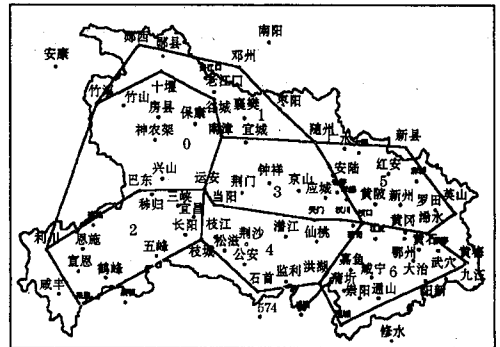 南阳
郧西
郧县
安康
邓州
十堰
老河口
竹溪
竹山
房县
谷城
襄樊
枣阳
1
保康
神农架
0
南漳
宜城
随州
新县
安陆
红安
5
兴山
钟祥
巴东
远安
荆门
3
京山
应城
黄陂
新州
罗田
英山
秭归
三峡
宜昌
当阳
天门
汉川
黄冈
浠水
利川
恩施
2
长阳
枝江
荆沙
潜江
仙桃
黄石
宣恩
五峰
枝城
松滋
公安
4
嘉鱼
咸宁
鄂州
大冶
武穴
黄梅
九江
咸丰
鹤峰
石首
监利
洪湖
蒲圻
6
崇阳
通山
阳新
574
修水